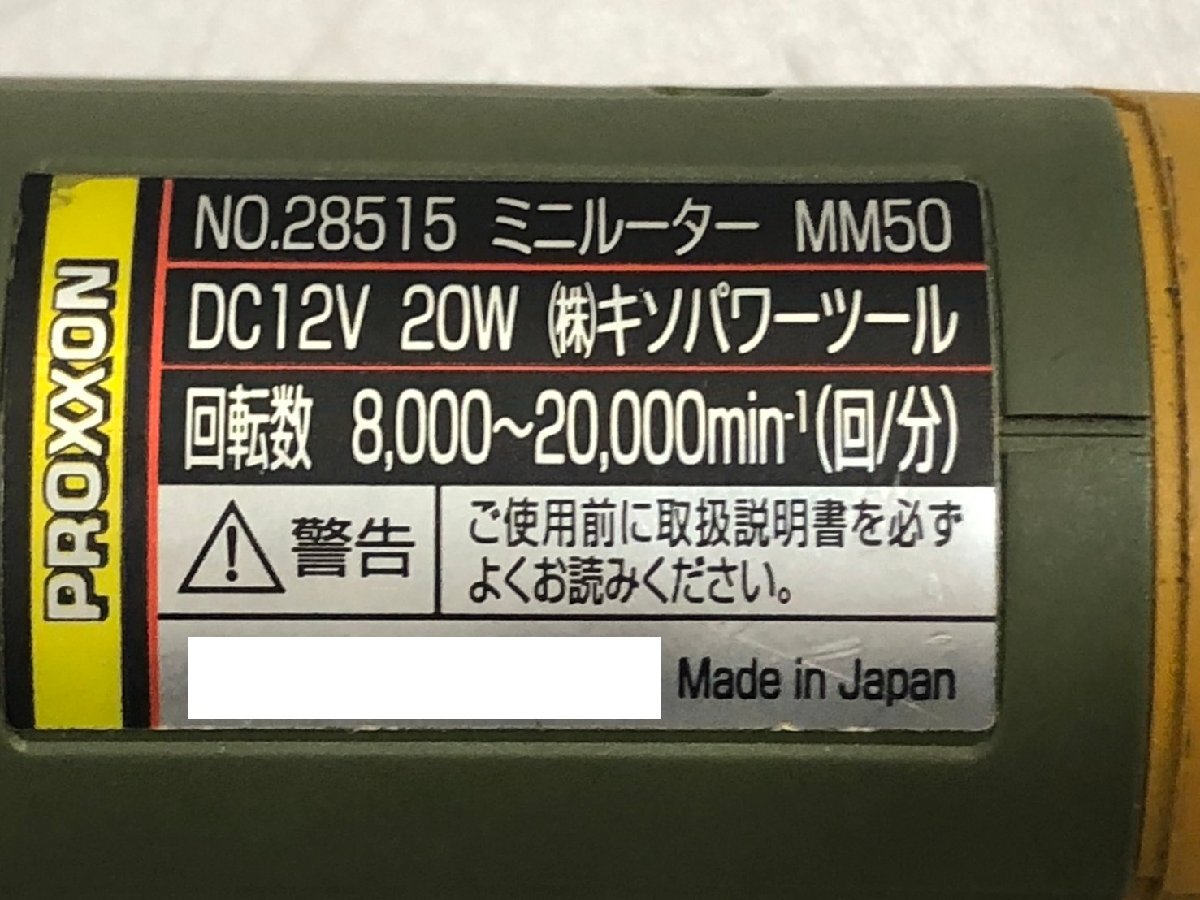 PROXXON
NO.28515 ミニルーター MM50
DC12V 20W ㈱キソパワーツール
回転数 8,000～20,000min⁻¹(回/分)
警告
ご使用前に取扱説明書を必ず
よくお読みください。
Made in Japan